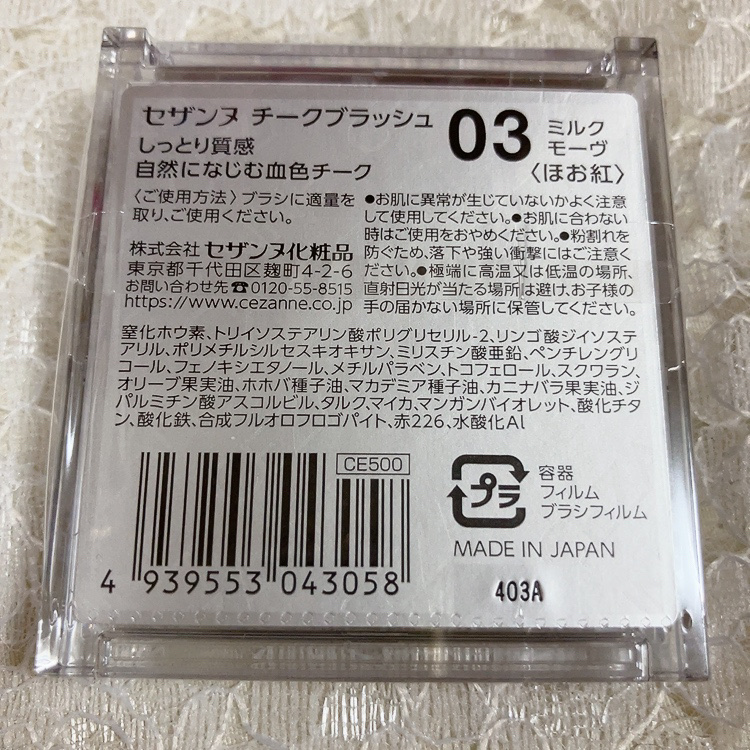 セザンヌ チークブラッシュ
しっとり質感
自然になじむ血色チーク
03 ミルク
モーヴ
〈ほお紅〉
〈ご使用方法〉ブラシに適量を
取り、ご使用ください。
株式会社 セザンヌ化粧品
東京都千代田区麹町4-2-6
お問い合わせ先☎0120-55-8515
https://www.cezanne.co.jp
●お肌に異常が生じていないかよく注意
して使用してください。●お肌に合わない
時はご使用をおやめください。●粉割れを
防ぐため、落下や強い衝撃にはご注意く
ださい。●極端に高温又は低温の場所、
直射日光が当たる場所は避け、お子様の
手の届かない場所に保管してください。
窒化ホウ素、トリイソステアリン酸ポリグリセリル-2、リンゴ酸ジイソステ
アリル、ポリメチルシルセスキオキサン、ミリスチン酸亜鉛、ペンチレングリ
コール、フェノキシエタノール、メチルパラベン、トコフェロール、スクワラン、
オリーブ果実油、ホホバ種子油、マカデミア種子油、カニナバラ果実油、ジ
パルミチン酸アスコルビル、タルク、マイカ、マンガンバイオレット、酸化チタ
ン、酸化鉄、合成フルオロフロゴパイト、赤226、水酸化Al
CE500
4 939553 043058
プラ
容器
フィルム
ブラシフィルム
MADE IN JAPAN
403A